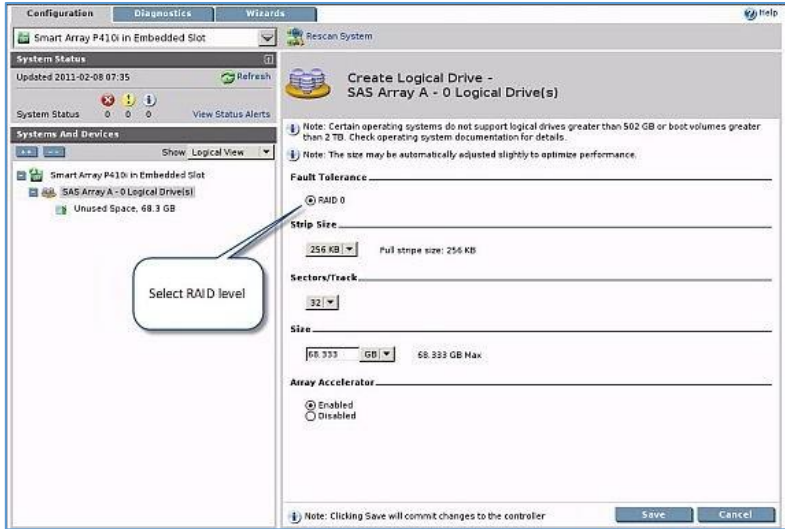 Configuration
Diagnostics
Wizards
Help
Smart Array P410i in Embedded Slot
Rescan System
System Status
Updated 2011-02-08 07:35
Refresh
System Status 0 0 0
View Status Alerts
Systems And Devices
Show Logical View
Smart Array P410i in Embedded Slot
SAS Array A - 0 Logical Drive(s)
Unused Space, 68.3 GB
Select RAID level
Create Logical Drive -
SAS Array A - 0 Logical Drive(s)
Note: Certain operating systems do not support logical drives greater than 502 GB or boot volumes greater
than 2 TB. Check operating system documentation for details.
Note: The size may be automatically adjusted slightly to optimize performance.
Fault Tolerance
RAID 0
Strip Size
256 KB
Full stripe size: 256 KB
Sectors/Track
32
Size
68.333 GB
68.333 GB Max
Array Accelerator
Enabled
Disabled
Note: Clicking Save will commit changes to the controller
Save
Cancel